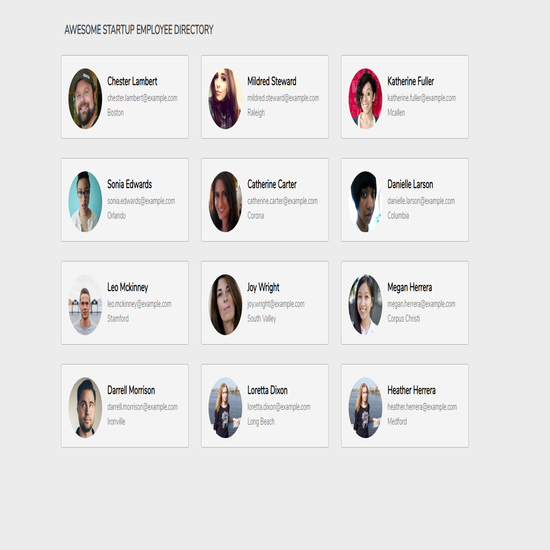 AWESOME STARTUP EMPLOYEE DIRECTORY
Chester Lambert
chester.lambert@example.com
Boston
Mildred Steward
mildred.steward@example.com
Raleigh
Katherine Fuller
katherine.fuller@example.com
Mcallen
Sonia Edwards
sonia.edwards@example.com
Orlando
Catherine Carter
catherine.carter@example.com
Corona
Danielle Larson
danielle.larson@example.com
Columbia
Leo Mckinney
leo.mckinney@example.com
Stamford
Joy Wright
joy.wright@example.com
South Valley
Megan Herrera
megan.herrera@example.com
Corpus Christi
Darrell Morrison
darrell.morrison@example.com
Ironville
Loretta Dixon
loretta.dixon@example.com
Long Beach
Heather Herrera
heather.herrera@example.com
Medford